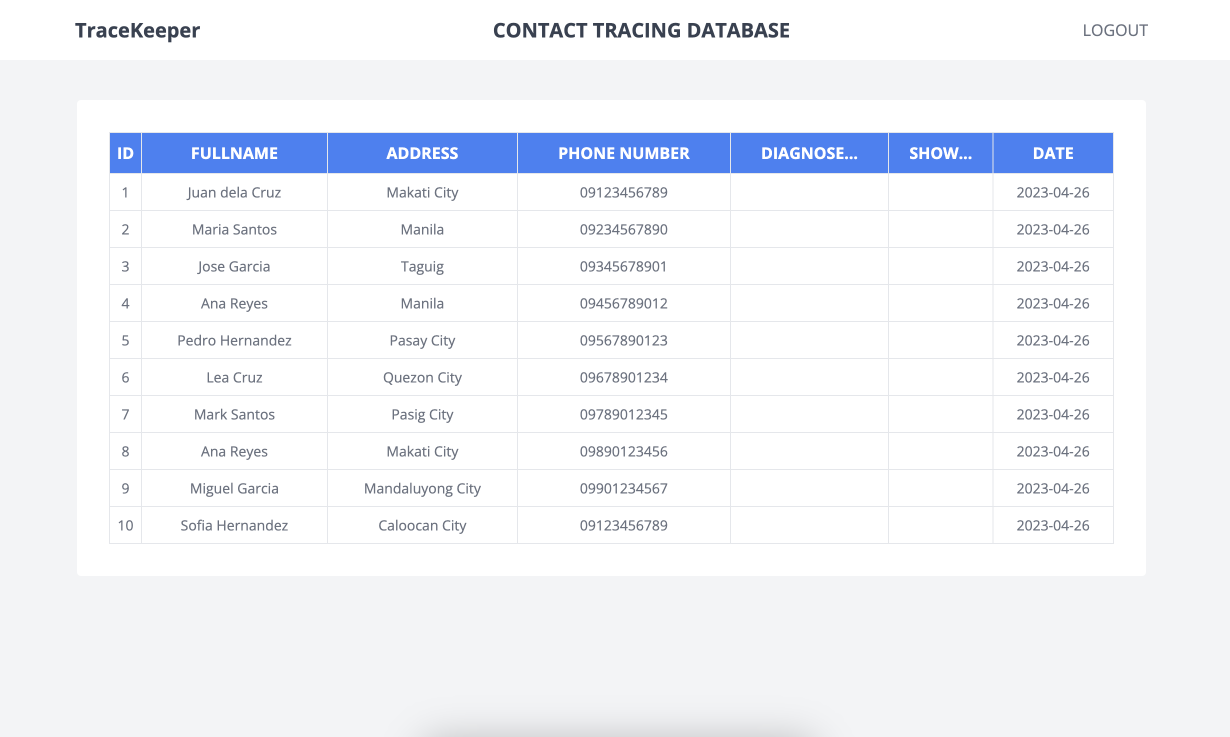 TraceKeeper CONTACT TRACING DATABASE LOGOUT
ID FULLNAME ADDRESS PHONE NUMBER DIAGNOSE... SHOW... DATE
1 Juan dela Cruz Makati City 09123456789 2023-04-26
2 Maria Santos Manila 09234567890 2023-04-26
3 Jose Garcia Taguig 09345678901 2023-04-26
4 Ana Reyes Manila 09456789012 2023-04-26
5 Pedro Hernandez Pasay City 09567890123 2023-04-26
6 Lea Cruz Quezon City 09678901234 2023-04-26
7 Mark Santos Pasig City 09789012345 2023-04-26
8 Ana Reyes Makati City 09890123456 2023-04-26
9 Miguel Garcia Mandaluyong City 09901234567 2023-04-26
10 Sofia Hernandez Caloocan City 09123456789 2023-04-26